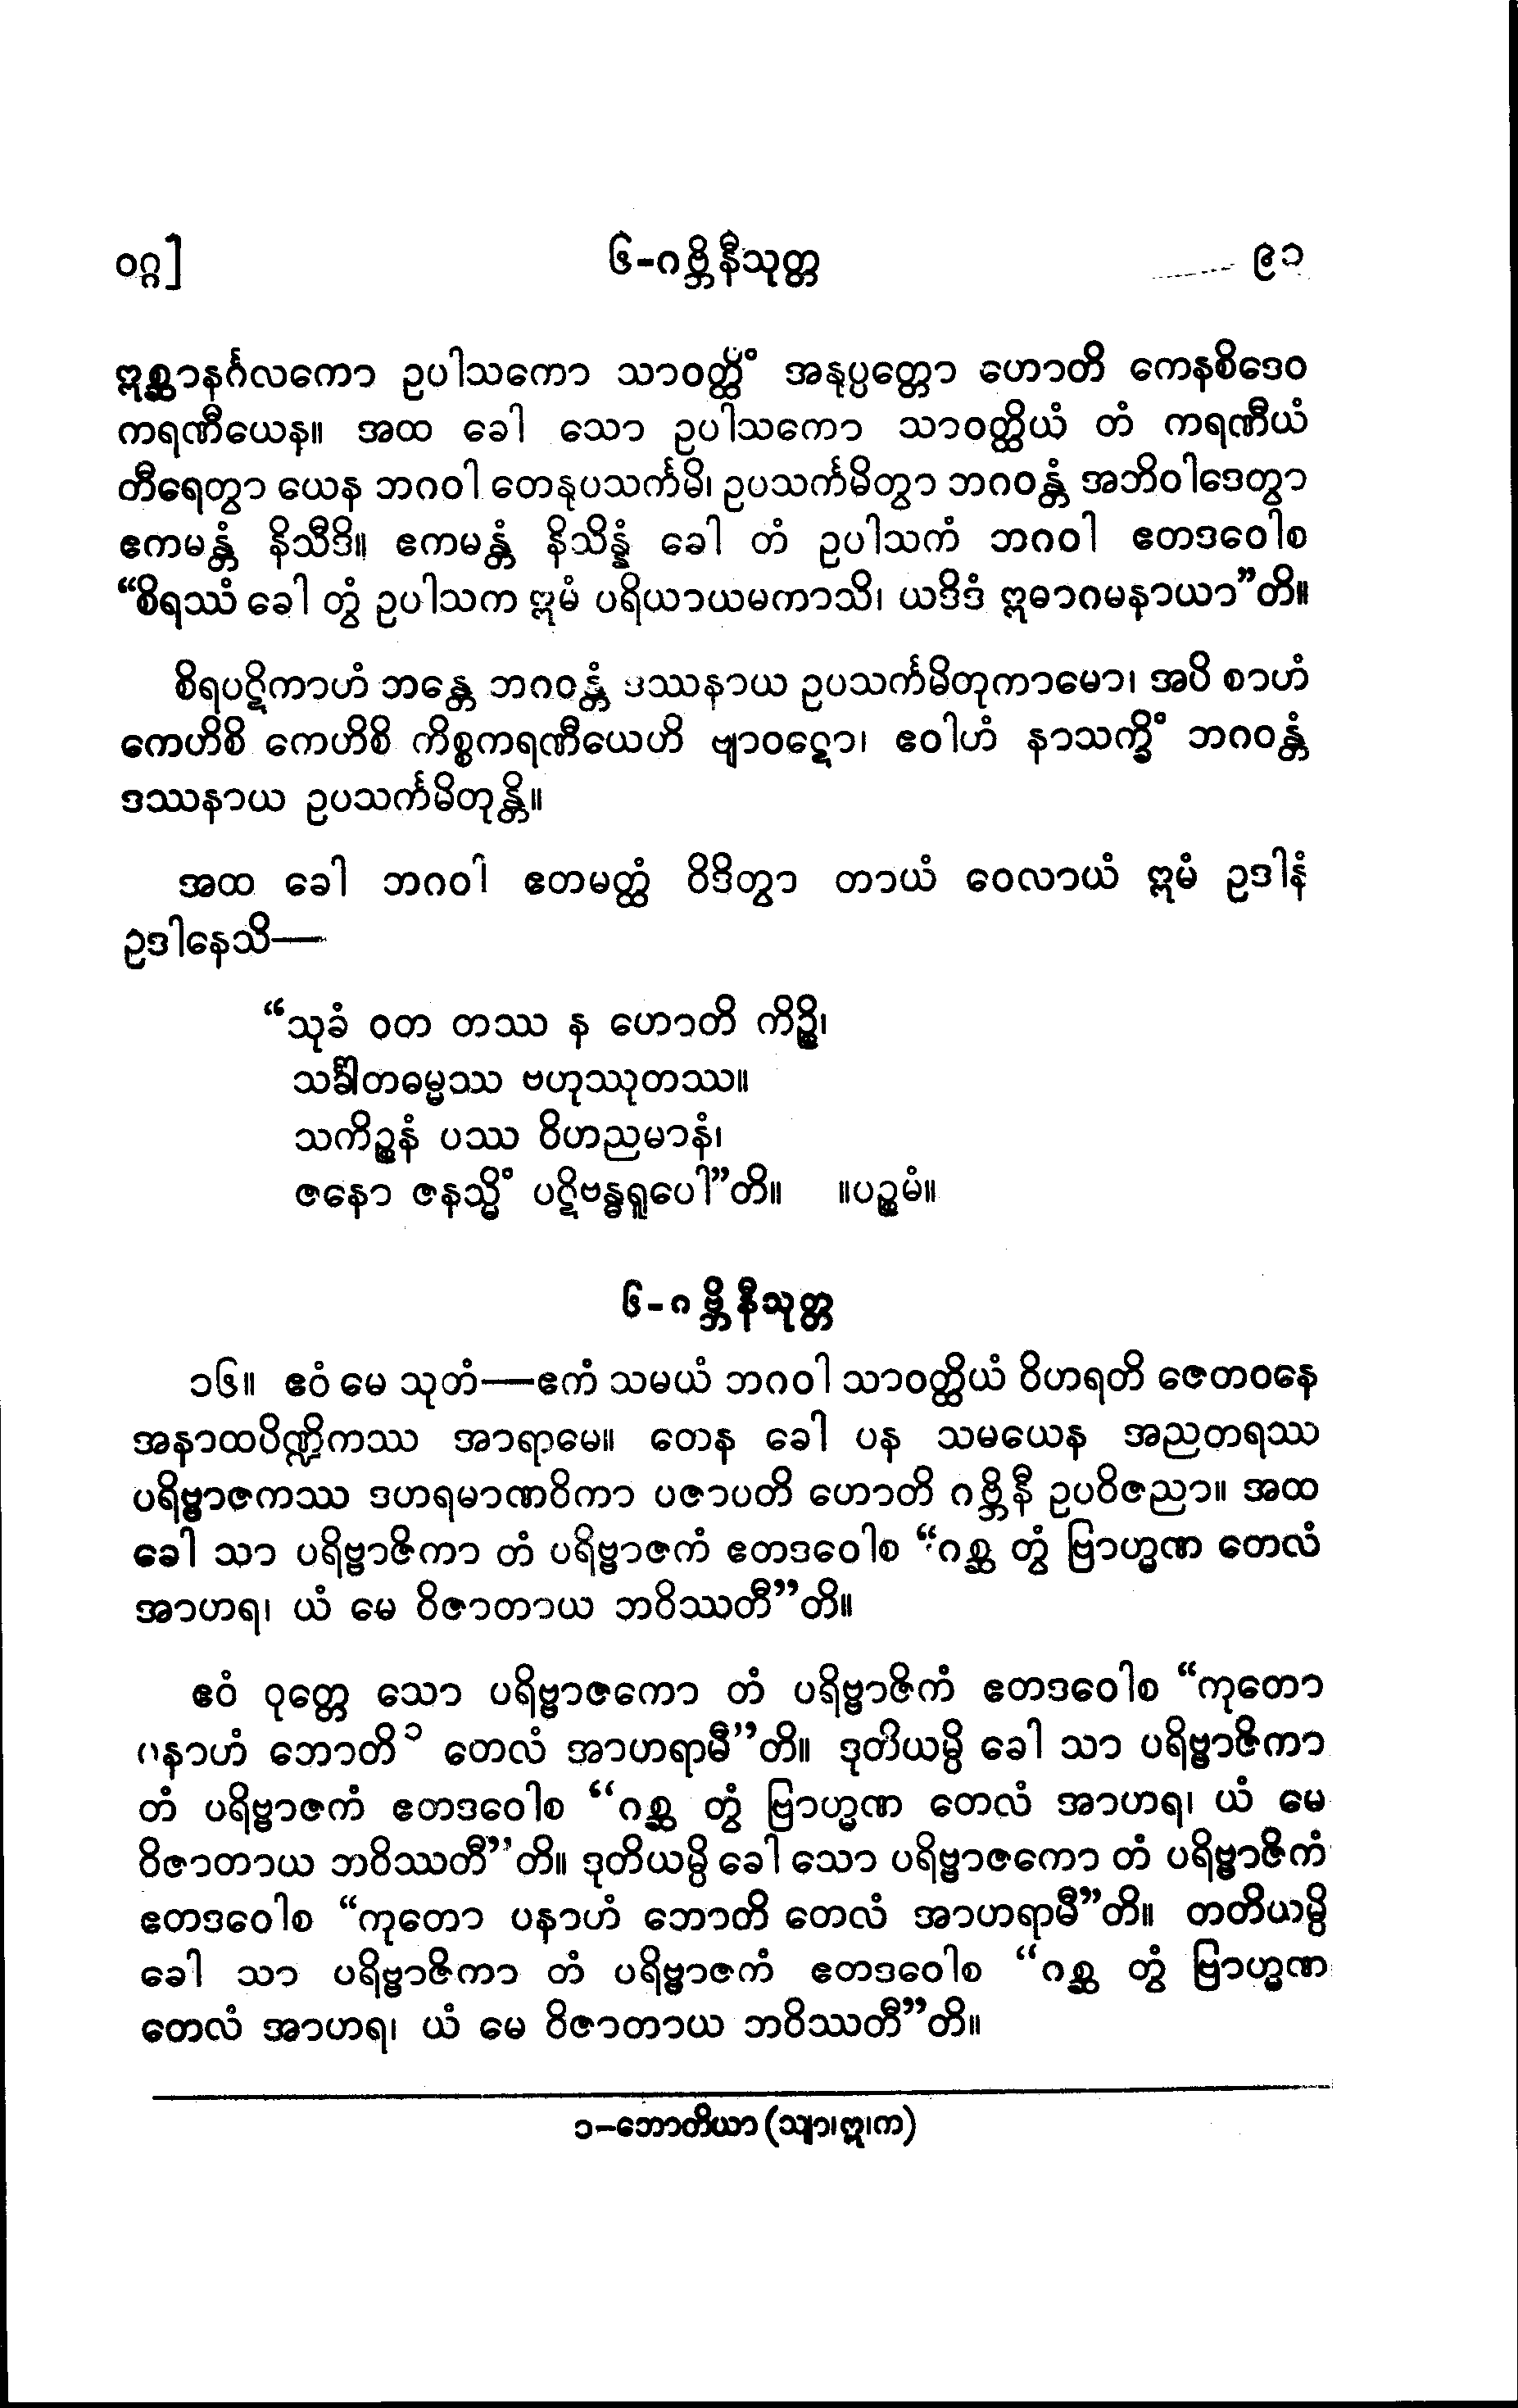 ဝဂ္ဂ] ၆-ဂဗ္ဘိနီသုတ္တ ၉၁
ဣစ္ဆာနင်္ဂလကော ဥပါသကော သာဝတ္ထိံ အနုပ္ပတ္တော ဟောတိ ကေနစိဒေဝ
ကရဏီယေန။ အထ ခေါ သော ဥပါသကော သာဝတ္ထိယံ တံ ကရဏီယံ
တီရေတွာ ယေန ဘဂဝါ တေနုပသင်္ကမိ၊ ဥပသင်္ကမိတွာ ဘဂဝန္တံ အဘိဝါဒေတွာ
ဧကမန္တံ နိသီဒိ။ ဧကမန္တံ နိသိန္နံ ခေါ တံ ဥပါသကံ ဘဂဝါ ဧတဒဝေါစ
“စိရဿံ ခေါ တွံ ဥပါသက ဣမံ ပရိယာယမကာသိ၊ ယဒိဒံ ဣဓာဂမနာယာ”တိ။
စိရပဋိကာဟံ ဘန္တေ ဘဂဝန္တံ ဒဿနာယ ဥပသင်္ကမိတုကာမော၊ အပိ စာဟံ
ကေဟိစိ ကေဟိစိ ကိစ္စကရဏီယေဟိ ဗျာဝဋော၊ ဧဝါဟံ နာသက္ခိံ ဘဂဝန္တံ
ဒဿနာယ ဥပသင်္ကမိတုန္တိ။
အထ ခေါ ဘဂဝါ ဧတမတ္ထံ ဝိဒိတွာ တာယံ ဝေလာယံ ဣမံ ဥဒါနံ
ဥဒါနေသိ—
“သုခံ ဝတ တဿ န ဟောတိ ကိဉ္စိ၊
သင်္ခါတဓမ္မဿ ဗဟုဿုတဿ။
သကိဉ္စနံ ပဿ ဝိဟညမာနံ၊
ဇနော ဇနသ္မိံ ပဋိဗန္ဓရူပေါ”တိ။ ။ပဉ္စမံ။
၆-ဂဗ္ဘိနီသုတ္တ
၁၆။ ဧဝံ မေ သုတံ—ဧကံ သမယံ ဘဂဝါ သာဝတ္ထိယံ ဝိဟရတိ ဇေတဝနေ
အနာထပိဏ္ဍိကဿ အာရာမေ။ တေန ခေါ ပန သမယေန အညတရဿ
ပရိဗ္ဗာဇကဿ ဒဟရမာဏဝိကာ ပဇာပတိ ဟောတိ ဂဗ္ဘိနီ ဥပဝိဇညာ။ အထ
ခေါ သာ ပရိဗ္ဗာဇိကာ တံ ပရိဗ္ဗာဇကံ ဧတဒဝေါစ “ဂစ္ဆ တွံ ဗြာဟ္မဏ တေလံ
အာဟရ၊ ယံ မေ ဝိဇာတာယ ဘဝိဿတီ”တိ။
ဧဝံ ဝုတ္တေ သော ပရိဗ္ဗာဇကော တံ ပရိဗ္ဗာဇိကံ ဧတဒဝေါစ “ကုတော
ပနာဟံ ဘောတိ ၁ တေလံ အာဟရာမီ”တိ။ ဒုတိယမ္ပိ ခေါ သာ ပရိဗ္ဗာဇိကာ
တံ ပရိဗ္ဗာဇကံ ဧတဒဝေါစ “ဂစ္ဆ တွံ ဗြာဟ္မဏ တေလံ အာဟရ၊ ယံ မေ
ဝိဇာတာယ ဘဝိဿတီ”တိ။ ဒုတိယမ္ပိ ခေါ သော ပရိဗ္ဗာဇကော တံ ပရိဗ္ဗာဇိကံ
ဧတဒဝေါစ “ကုတော ပနာဟံ ဘောတိ တေလံ အာဟရာမီ”တိ။ တတိယမ္ပိ
ခေါ သာ ပရိဗ္ဗာဇိကာ တံ ပရိဗ္ဗာဇကံ ဧတဒဝေါစ “ဂစ္ဆ တွံ ဗြာဟ္မဏ
တေလံ အာဟရ၊ ယံ မေ ဝိဇာတာယ ဘဝိဿတီ”တိ။
၁-ဘောတိယာ (သျာ၊ဣ၊က)